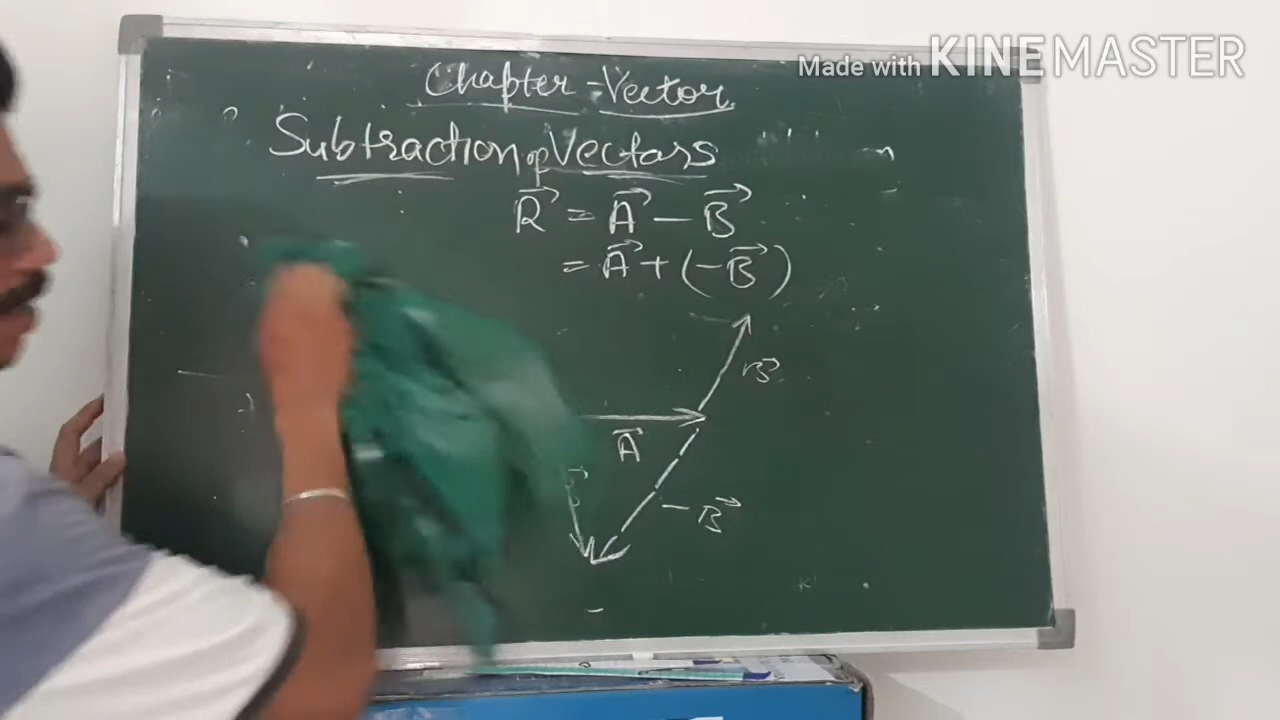 Made with KINEMASTER
Chapter - Vector
Subtraction of Vectors
R⃗ = A⃗ − B⃗
= A⃗ + (−B⃗)
B⃗
A⃗
− B⃗